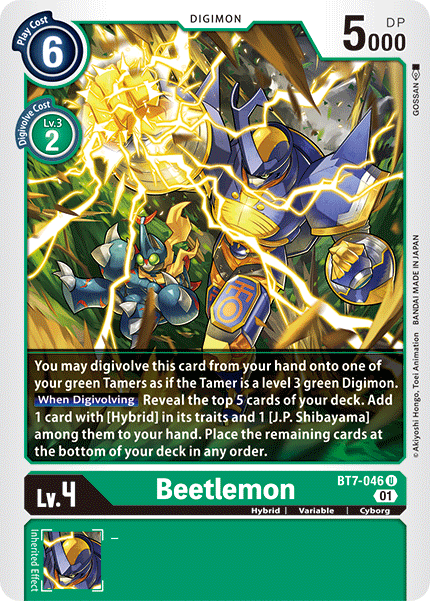 DIGIMON
Play Cost
6
DP
5000
Digivolve Cost
Lv.3
2
GOSSAN
© Akiyoshi Hongo, Toei Animation BANDAI MADE IN JAPAN
You may digivolve this card from your hand onto one of
your green Tamers as if the Tamer is a level 3 green Digimon.
When Digivolving Reveal the top 5 cards of your deck. Add
1 card with [Hybrid] in its traits and 1 [J.P. Shibayama]
among them to your hand. Place the remaining cards at
the bottom of your deck in any order.
BT7-046 U
Lv.4 Beetlemon 01
Hybrid | Variable | Cyborg
Inherited Effect
–